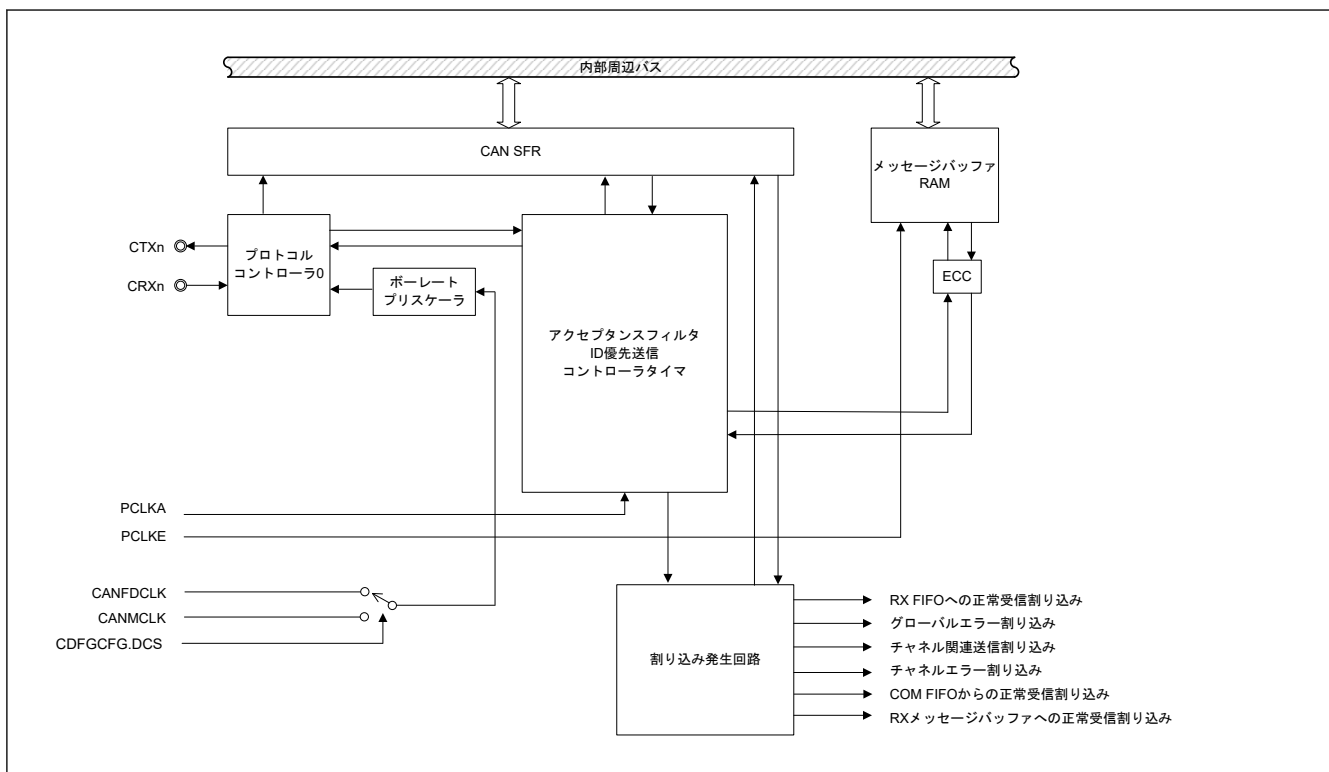 内部周辺バス
CAN SFR
メッセージバッファ
RAM
CTXn
CRXn
プロトコル
コントローラ0
ボーレート
プリスケーラ
ECC
アクセプタンスフィルタ
ID優先送信
コントローラタイマ
PCLKA
PCLKE
CANFDCLK
CANMCLK
CDFGCFG.DCS
割り込み発生回路
RX FIFOへの正常受信割り込み
グローバルエラー割り込み
チャネル関連送信割り込み
チャネルエラー割り込み
COM FIFOからの正常受信割り込み
RXメッセージバッファへの正常受信割り込み